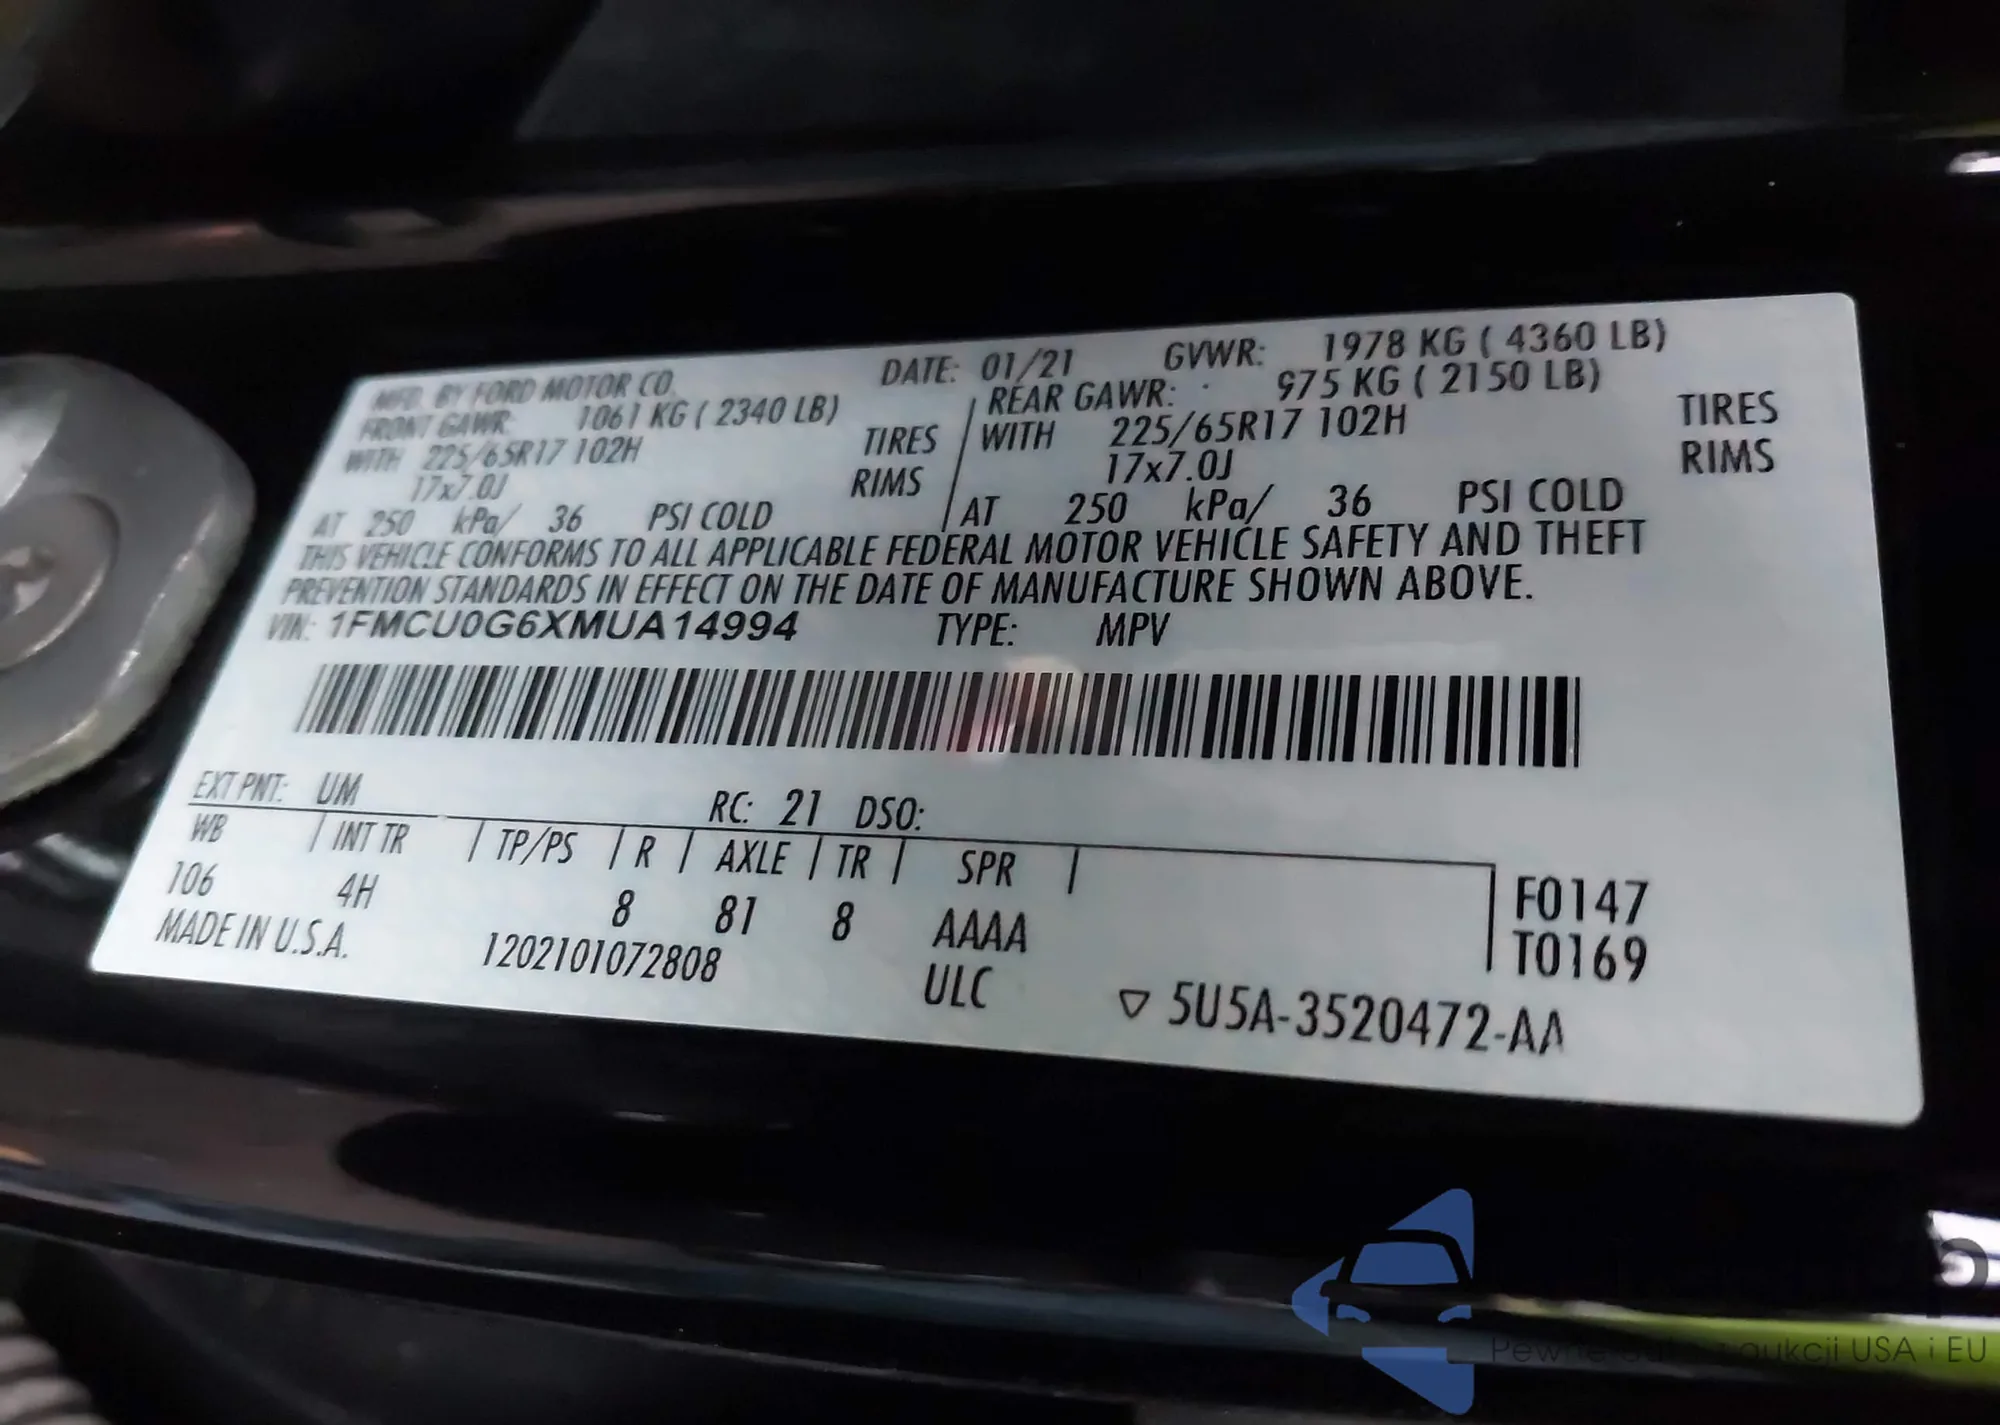 MFD. BY FORD MOTOR CO. DATE: 01/21 GVWR: 1978 KG ( 4360 LB)
FRONT GAWR: 1061 KG ( 2340 LB) REAR GAWR: 975 KG ( 2150 LB)
WITH 225/65R17 102H TIRES WITH 225/65R17 102H TIRES
17x7.0J RIMS 17x7.0J RIMS
AT 250 kPa/ 36 PSI COLD AT 250 kPa/ 36 PSI COLD
THIS VEHICLE CONFORMS TO ALL APPLICABLE FEDERAL MOTOR VEHICLE SAFETY AND THEFT
PREVENTION STANDARDS IN EFFECT ON THE DATE OF MANUFACTURE SHOWN ABOVE.
VIN: 1FMCU0G6XMUA14994 TYPE: MPV
EXT PNT: UM RC: 21 DSO:
WB | INT TR | TP/PS | R | AXLE | TR | SPR |
106 4H 8 81 8 AAAA F0147
MADE IN U.S.A. 1202101072808 ULC T0169
▽ 5U5A-3520472-AA
Pewne aukcji USA i EU